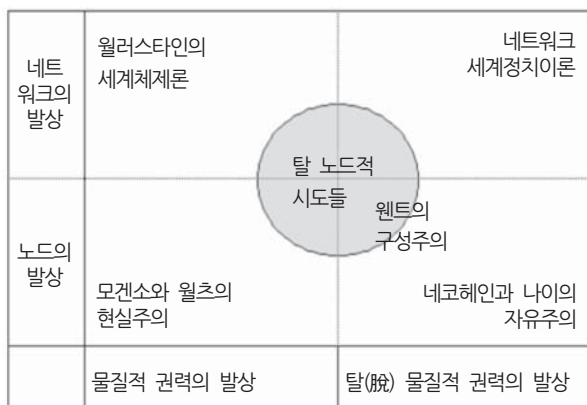 네트
워크의
발상
월러스타인의
세계체제론
네트워크
세계정치이론
탈 노드적
시도들
웬트의
구성주의
노드의
발상
모겐소와 월츠의
현실주의
네코헤인과 나이의
자유주의
물질적 권력의 발상
탈(脫) 물질적 권력의 발상